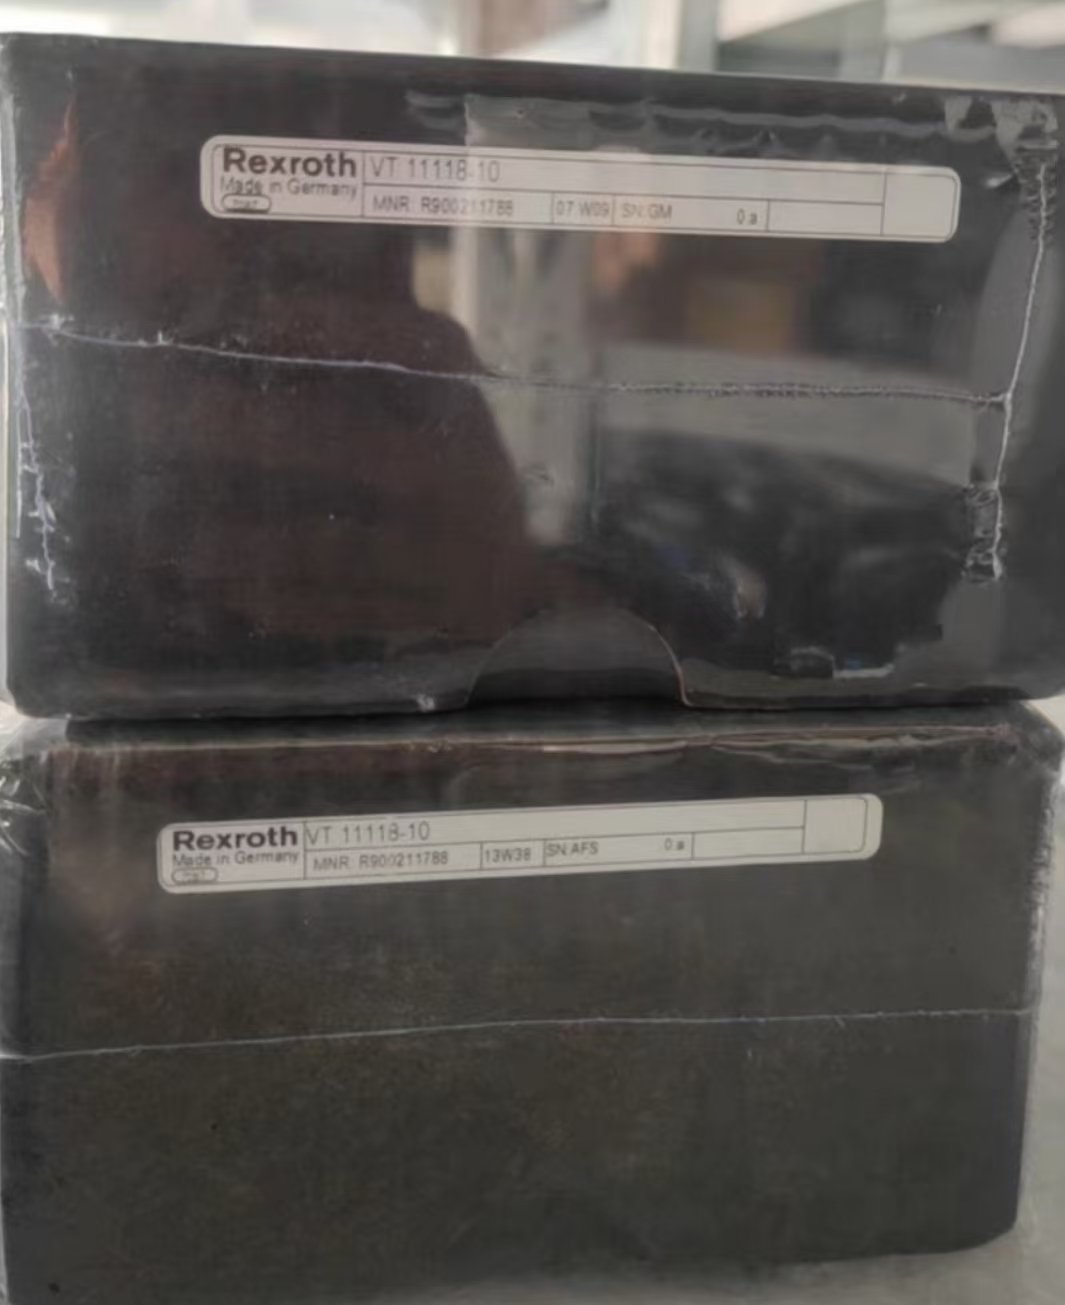 Rexroth VT 11118-10
Made in Germany
MNR: R900211788 07 W09 SN:GM 0 a
Rexroth VT 11118-10
Made in Germany
MNR: R900211788 13W38 SN:AFS 0 a